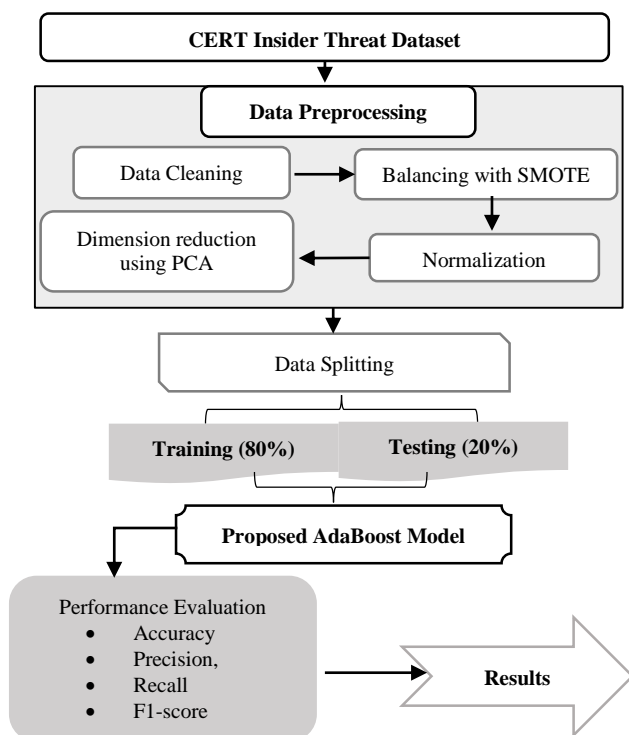 CERT Insider Threat Dataset
Data Preprocessing
Data Cleaning
Balancing with SMOTE
Dimension reduction
using PCA
Normalization
Data Splitting
Training (80%)
Testing (20%)
Proposed AdaBoost Model
Performance Evaluation
• Accuracy
• Precision,
• Recall
• F1-score
Results